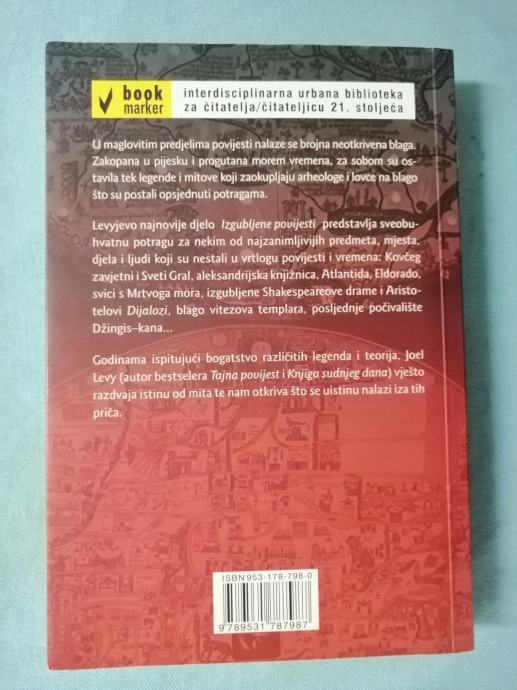 book
marker
interdisciplinarna urbana biblioteka
za čitatelja/čitateljicu 21. stoljeća
U maglovitim predjelima povijesti nalaze se brojna neotkrivena blaga.
Zakopana u pijesku i progutana morem vremena, za sobom su os-
tavila tek legende i mitove koji zaokupljaju arheologe i lovce na blago
što su postali opsjednuti potragama.
Levyjevo najnovije djelo Izgubljene povijesti predstavlja sveobu-
hvatnu potragu za nekim od najzanimljivijih predmeta, mjesta,
djela i ljudi koji su nestali u vrtlogu povijesti i vremena: Kovčeg
zavjetni i Sveti Gral, aleksandrijska knjižnica, Atlantida, Eldorado,
svici s Mrtvoga mora, izgubljene Shakespeareove drame i Aristo-
telovi Dijalozi, blago vitezova templara, posljednje počivalište
Džingis–kana...
Godinama ispitujući bogatstvo različitih legenda i teorija, Joel
Levy (autor bestselera Tajna povijest i Knjiga sudnjeg dana) vješto
razdvaja istinu od mita te nam otkriva što se uistinu nalazi iza tih
priča.
ISBN 953-178-798-0
9 789531 787987